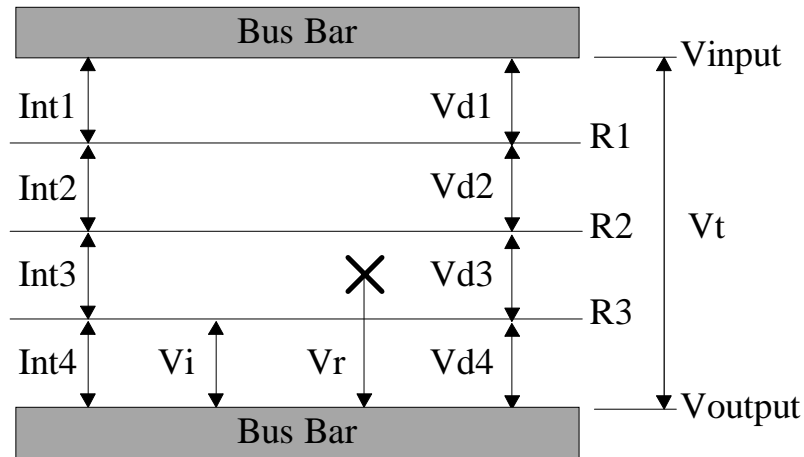 Bus Bar
Vinput
Int1
Vd1
R1
Int2
Vd2
R2
Vt
Int3
Vd3
R3
Int4
Vi
Vr
Vd4
Voutput
Bus Bar